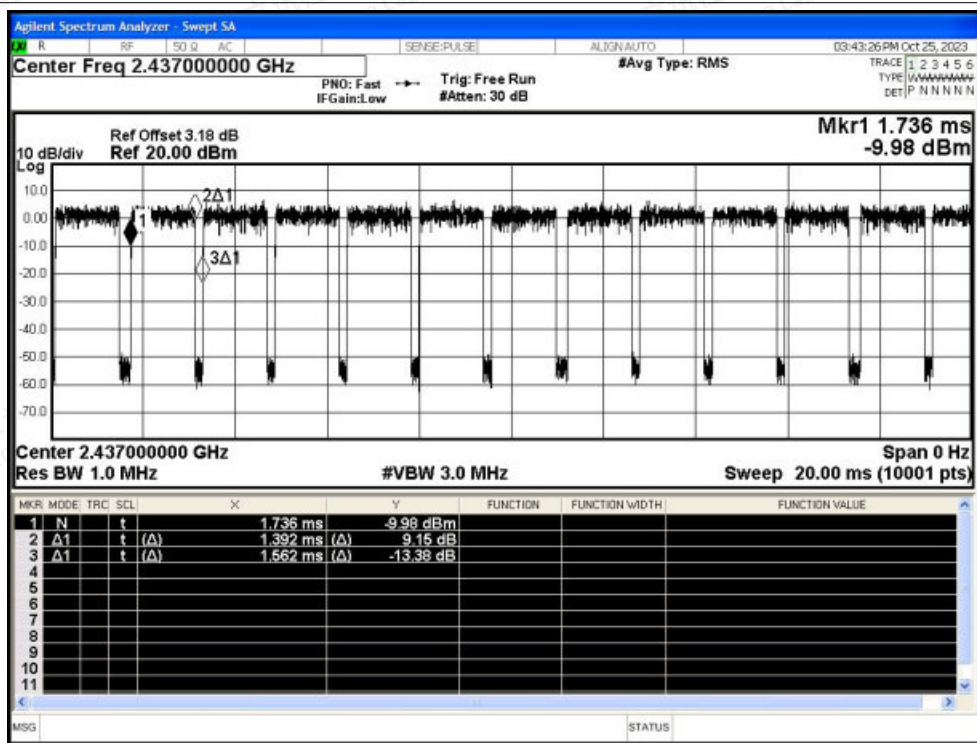 Agilent Spectrum Analyzer - Swept SA
LXI R RF 50 Ω AC SENSE:PULSE ALIGN AUTO 03:43:26 PM Oct 25, 2023
Center Freq 2.437000000 GHz #Avg Type: RMS TRACE 1 2 3 4 5 6
PNO: Fast Trig: Free Run TYPE WWWWWW
IFGain:Low #Atten: 30 dB DET P N N N N N
Mkr1 1.736 ms
Ref Offset 3.18 dB
10 dB/div Ref 20.00 dBm -9.98 dBm
Log
10.0
2Δ1
0.00
1
-10.0
3Δ1
-20.0
-30.0
-40.0
-50.0
-60.0
-70.0
Center 2.437000000 GHz Span 0 Hz
Res BW 1.0 MHz #VBW 3.0 MHz Sweep 20.00 ms (10001 pts)
MKR MODE TRC SCL X Y FUNCTION FUNCTION WIDTH FUNCTION VALUE
1 N t 1.736 ms -9.98 dBm
2 Δ1 t (Δ) 1.392 ms (Δ) 9.15 dB
3 Δ1 t (Δ) 1.562 ms (Δ) -13.38 dB
4
5
6
7
8
9
10
11
MSG STATUS